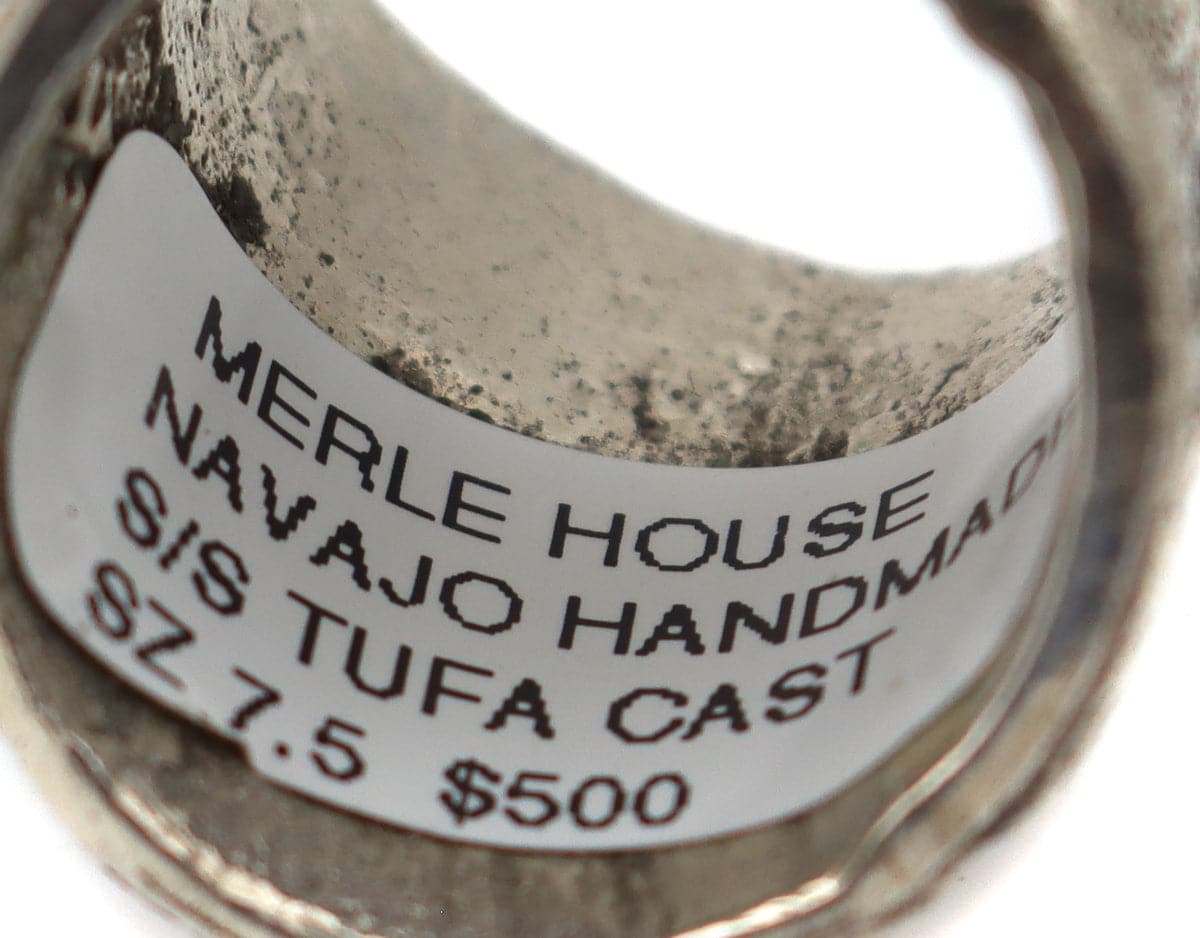 MERLE HOUSE
NAVAJO HANDMADE
S/S TUFA CAST
SZ 7.5 $500